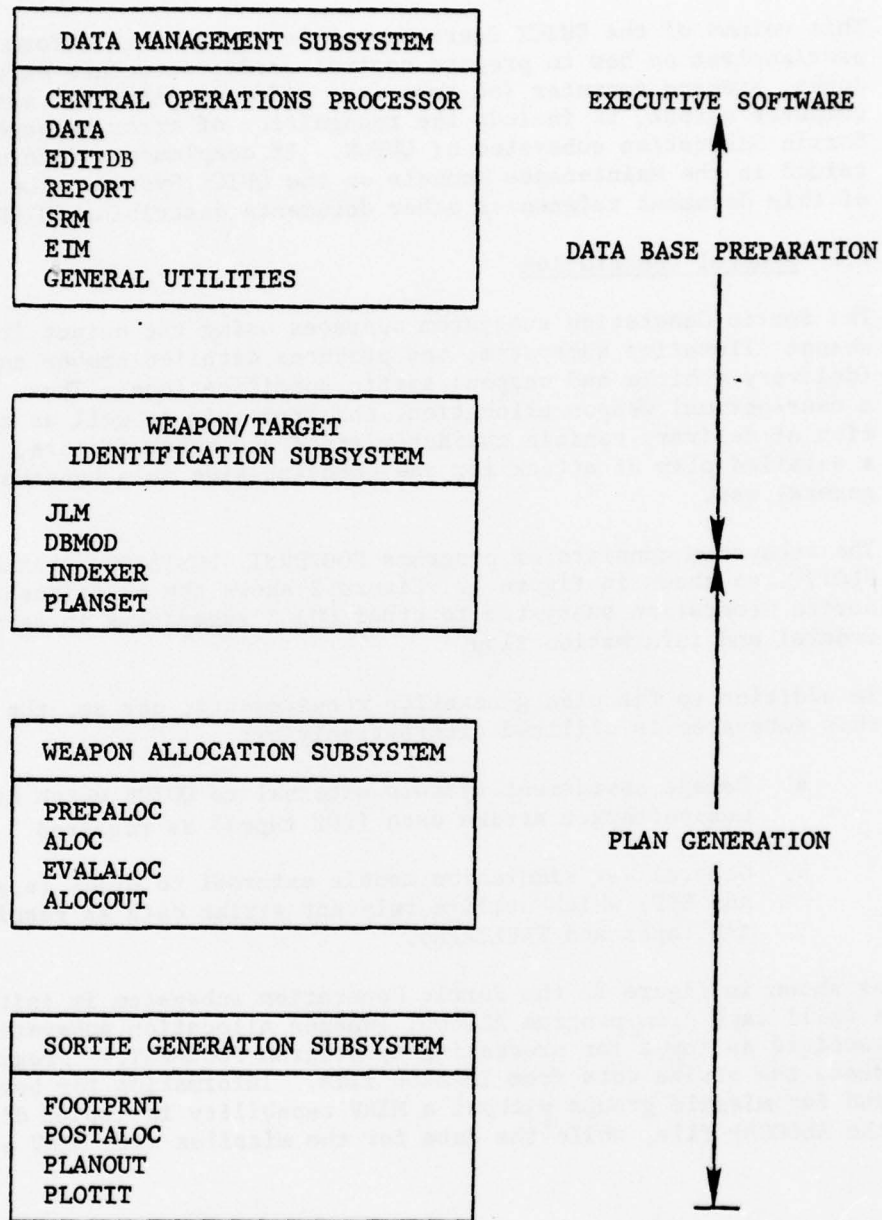 DATA MANAGEMENT SUBSYSTEM
CENTRAL OPERATIONS PROCESSOR
DATA
EDITDB
REPORT
SRM
EIM
GENERAL UTILITIES
EXECUTIVE SOFTWARE
DATA BASE PREPARATION
WEAPON/TARGET
IDENTIFICATION SUBSYSTEM
JLM
DBMOD
INDEXER
PLANSET
WEAPON ALLOCATION SUBSYSTEM
PREPALOC
ALOC
EVALALOC
ALOCOUT
PLAN GENERATION
SORTIE GENERATION SUBSYSTEM
FOOTPRNT
POSTALOC
PLANOUT
PLOTIT